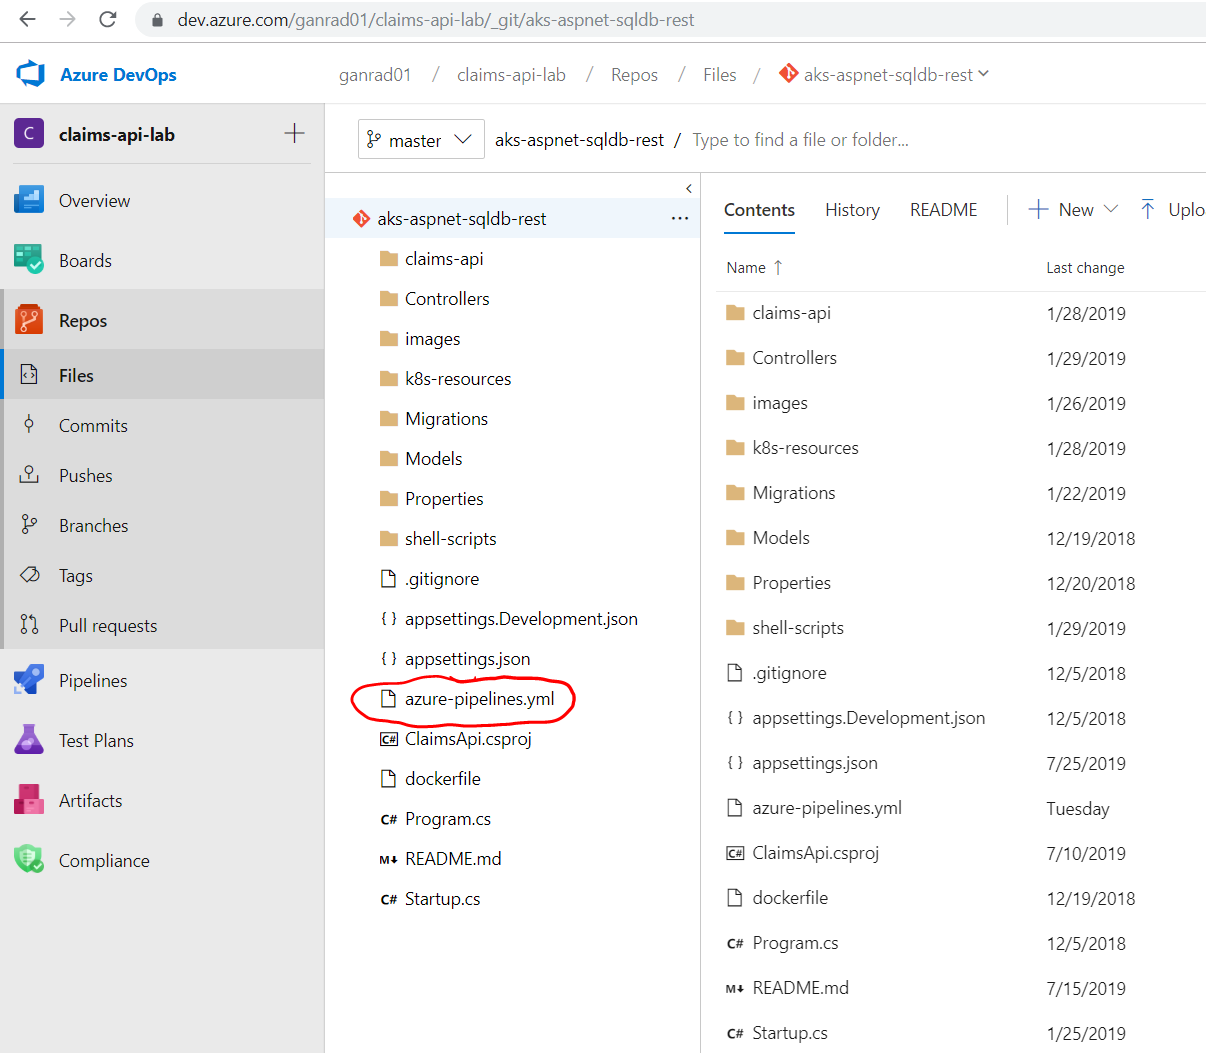 dev.azure.com/ganrad01/claims-api-lab/_git/aks-aspnet-sqldb-rest
Azure DevOps
ganrad01 / claims-api-lab / Repos / Files / aks-aspnet-sqldb-rest
C claims-api-lab
Overview
Boards
Repos
Files
Commits
Pushes
Branches
Tags
Pull requests
Pipelines
Test Plans
Artifacts
Compliance
master aks-aspnet-sqldb-rest / Type to find a file or folder...
aks-aspnet-sqldb-rest ...
claims-api
Controllers
images
k8s-resources
Migrations
Models
Properties
shell-scripts
.gitignore
{ } appsettings.Development.json
{ } appsettings.json
azure-pipelines.yml
C# ClaimsApi.csproj
dockerfile
C# Program.cs
M↓ README.md
C# Startup.cs
Contents History README + New Uplo
Name ↑ Last change
claims-api 1/28/2019
Controllers 1/29/2019
images 1/26/2019
k8s-resources 1/28/2019
Migrations 1/22/2019
Models 12/19/2018
Properties 12/20/2018
shell-scripts 1/29/2019
.gitignore 12/5/2018
{ } appsettings.Development.json 12/5/2018
{ } appsettings.json 7/25/2019
azure-pipelines.yml Tuesday
C# ClaimsApi.csproj 7/10/2019
dockerfile 12/19/2018
C# Program.cs 12/5/2018
M↓ README.md 7/15/2019
C# Startup.cs 1/25/2019